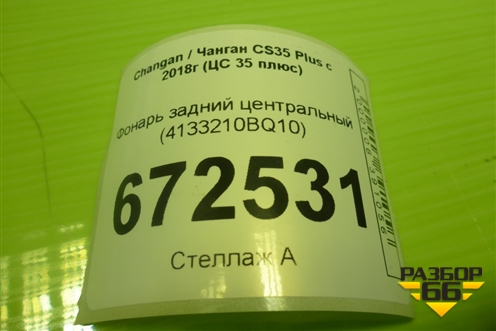 Changan / Чанган CS35 Plus с
2018г (ЦС 35 плюс)
Фонарь задний центральный
(4133210BQ10)
672531
Стеллаж А
РАЗБОР
66